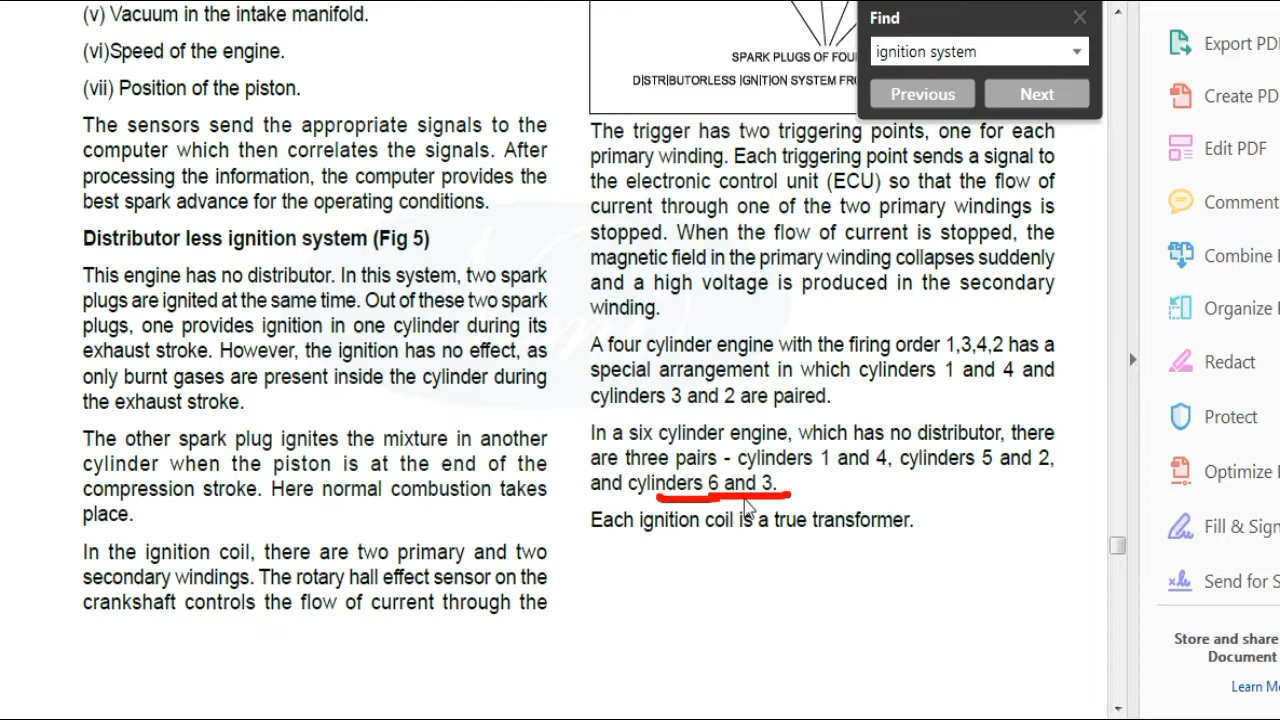 (v) Vacuum in the intake manifold.
(vi)Speed of the engine.
(vii) Position of the piston.
The sensors send the appropriate signals to the
computer which then correlates the signals. After
processing the information, the computer provides the
best spark advance for the operating conditions.
Distributor less ignition system (Fig 5)
This engine has no distributor. In this system, two spark
plugs are ignited at the same time. Out of these two spark
plugs, one provides ignition in one cylinder during its
exhaust stroke. However, the ignition has no effect, as
only burnt gases are present inside the cylinder during
the exhaust stroke.
The other spark plug ignites the mixture in another
cylinder when the piston is at the end of the
compression stroke. Here normal combustion takes
place.
In the ignition coil, there are two primary and two
secondary windings. The rotary hall effect sensor on the
crankshaft controls the flow of current through the
SPARK PLUGS OF FOU
DISTRIBUTORLESS IGNITION SYSTEM FR
The trigger has two triggering points, one for each
primary winding. Each triggering point sends a signal to
the electronic control unit (ECU) so that the flow of
current through one of the two primary windings is
stopped. When the flow of current is stopped, the
magnetic field in the primary winding collapses suddenly
and a high voltage is produced in the secondary
winding.
A four cylinder engine with the firing order 1,3,4,2 has a
special arrangement in which cylinders 1 and 4 and
cylinders 3 and 2 are paired.
In a six cylinder engine, which has no distributor, there
are three pairs - cylinders 1 and 4, cylinders 5 and 2,
and cylinders 6 and 3.
Each ignition coil is a true transformer.
Find
ignition system
Previous
Next
Export PD
Create PD
Edit PDF
Comment
Combine
Organize
Redact
Protect
Optimize
Fill & Sign
Send for S
Store and share
Document
Learn Mo